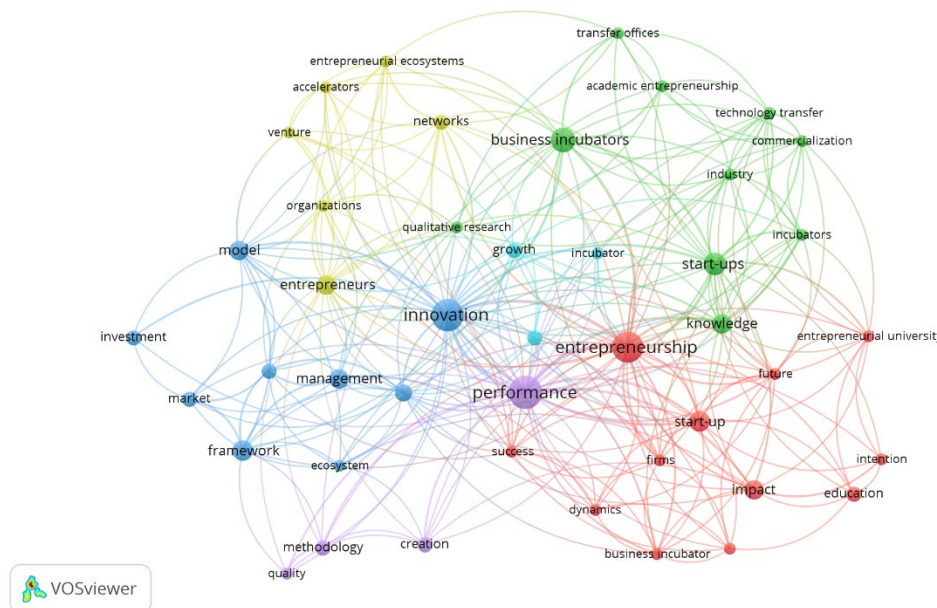 transfer offices
entrepreneurial ecosystems
accelerators
academic entrepreneurship
technology transfer
networks
venture
business incubators
commercialization
industry
organizations
qualitative research
incubators
model
growth
incubator
start-ups
entrepreneurs
innovation
knowledge
investment
entrepreneurial university
entrepreneurship
future
management
performance
market
start-up
framework
success
firms
intention
ecosystem
impact
education
dynamics
methodology
creation
business incubator
quality
VOSviewer